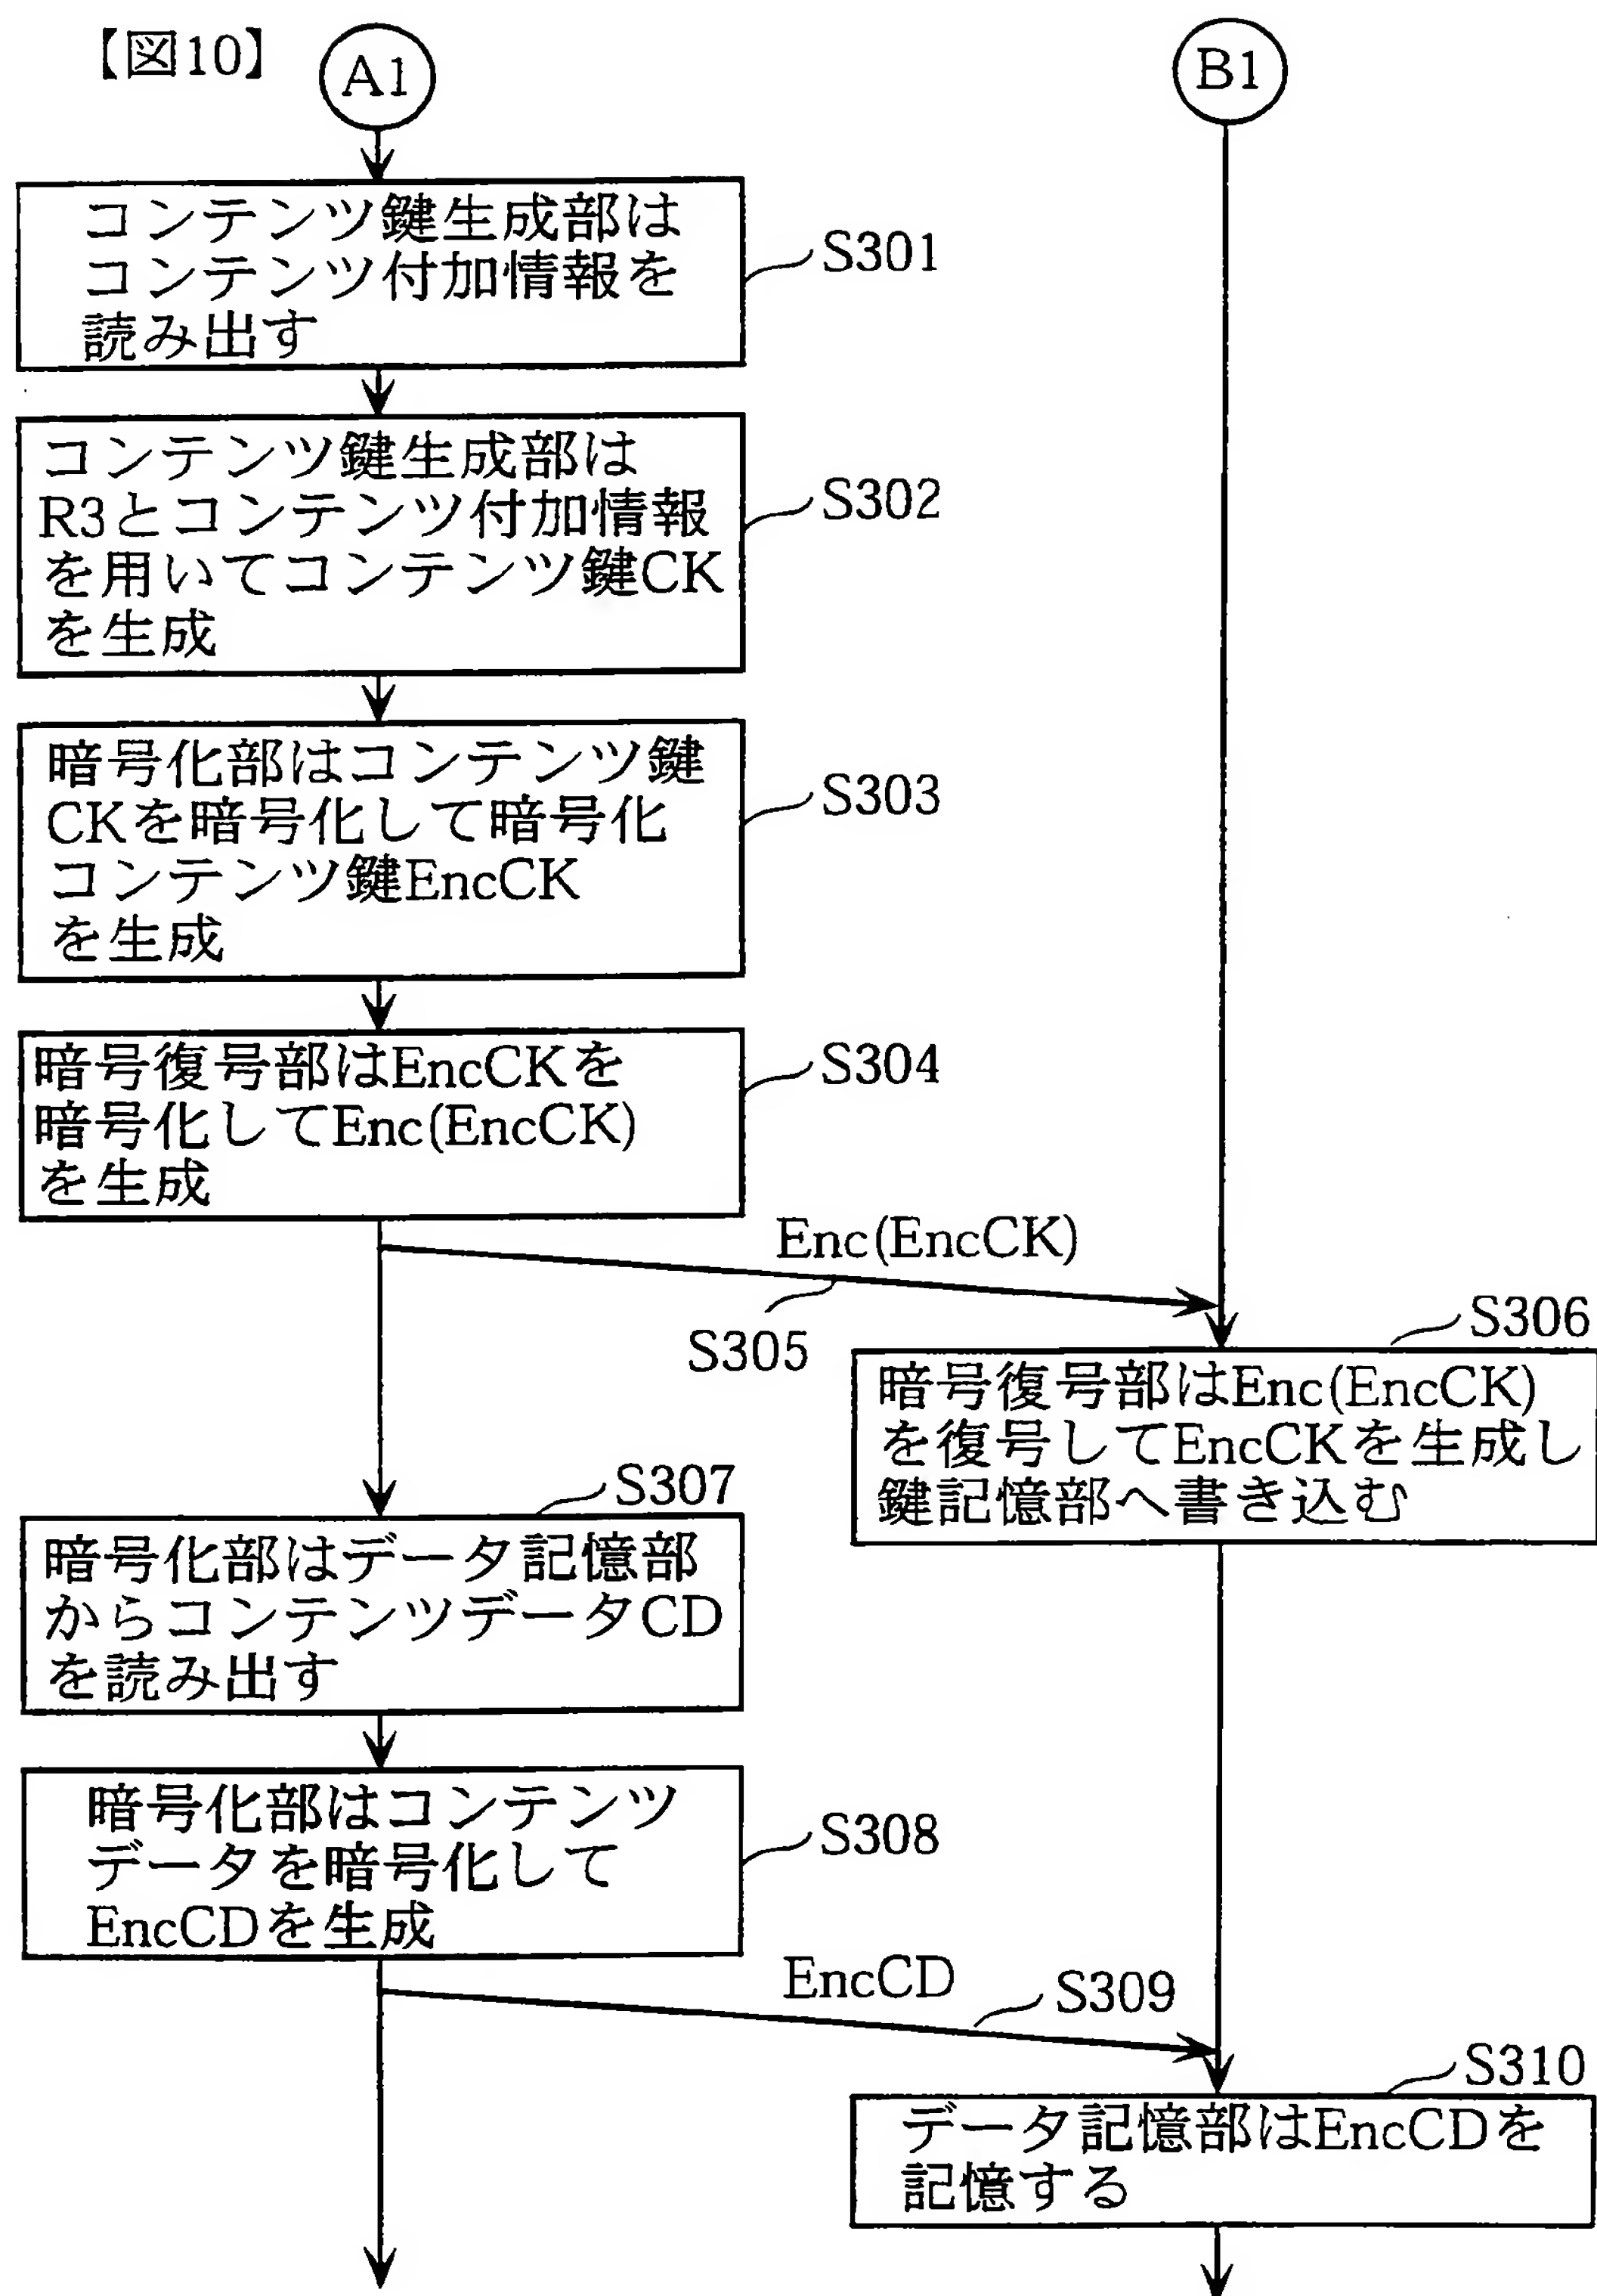 【図10】
A1
B1
コンテンツ鍵生成部は
コンテンツ付加情報を
読み出す
S301
コンテンツ鍵生成部は
R3とコンテンツ付加情報
を用いてコンテンツ鍵CK
を生成
S302
暗号化部はコンテンツ鍵
CKを暗号化して暗号化
コンテンツ鍵EncCK
を生成
S303
暗号復号部はEncCKを
暗号化してEnc(EncCK)
を生成
S304
Enc(EncCK)
S305
S306
暗号復号部はEnc(EncCK)
を復号してEncCKを生成し
鍵記憶部へ書き込む
S307
暗号化部はデータ記憶部
からコンテンツデータCD
を読み出す
暗号化部はコンテンツ
データを暗号化して
EncCDを生成
S308
EncCD
S309
S310
データ記憶部はEncCDを
記憶する